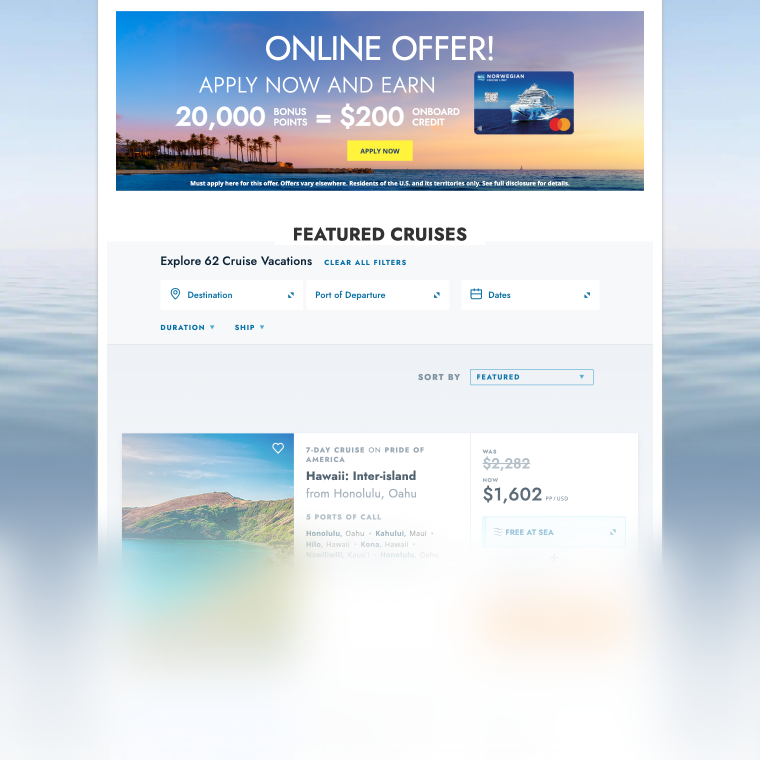 ONLINE OFFER!
APPLY NOW AND EARN
20,000 BONUS POINTS = $200 ONBOARD CREDIT
NORWEGIAN
CRUISE LINE
APPLY NOW
Must apply here for this offer. Offers vary elsewhere. Residents of the U.S. and its territories only. See full disclosure for details.
FEATURED CRUISES
Explore 62 Cruise Vacations CLEAR ALL FILTERS
Destination Port of Departure Dates
DURATION SHIP
SORT BY FEATURED
7-DAY CRUISE ON PRIDE OF
AMERICA
Hawaii: Inter-island
from Honolulu, Oahu
5 PORTS OF CALL
Honolulu, Oahu · Kahului, Maui ·
Hilo, Hawaii · Kona, Hawaii ·
Nawiliwili, Kaua'i · Honolulu, Oahu
WAS
$2,282
NOW
$1,602 PP / USD
FREE AT SEA
+